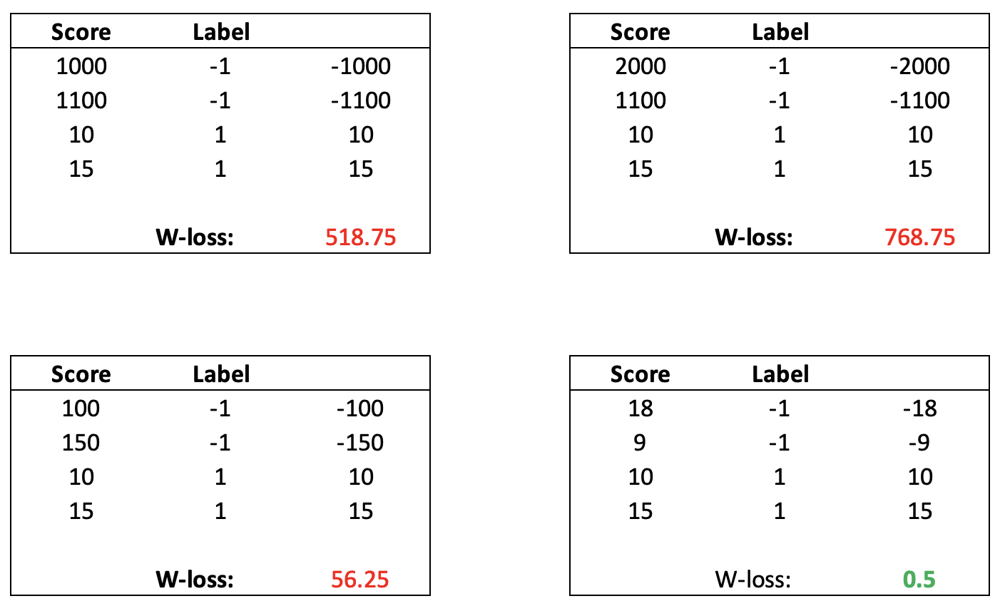 Score Label
1000 -1 -1000
1100 -1 -1100
10 1 10
15 1 15
W-loss: 518.75
Score Label
2000 -1 -2000
1100 -1 -1100
10 1 10
15 1 15
W-loss: 768.75
Score Label
100 -1 -100
150 -1 -150
10 1 10
15 1 15
W-loss: 56.25
Score Label
18 -1 -18
9 -1 -9
10 1 10
15 1 15
W-loss: 0.5